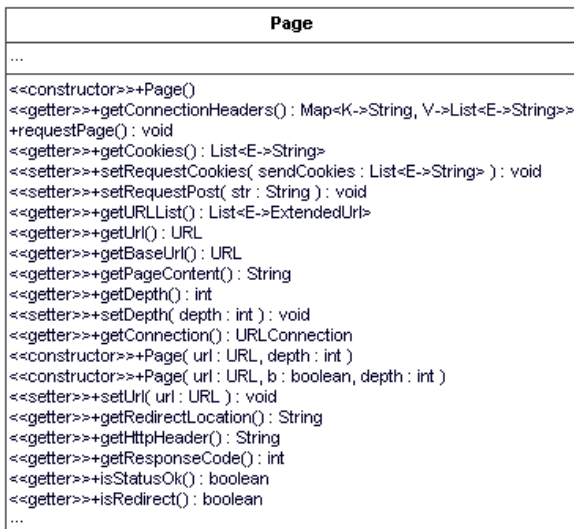 Page
...
<<constructor>>+Page()
<<getter>>+getConnectionHeaders() : Map<K->String, V->List<E->String>>
+requestPage() : void
<<getter>>+getCookies() : List<E->String>
<<setter>>+setRequestCookies( sendCookies : List<E->String> ) : void
<<setter>>+setRequestPost( str : String ) : void
<<getter>>+getURLList() : List<E->ExtendedUrl>
<<getter>>+getUrl() : URL
<<getter>>+getBaseUrl() : URL
<<getter>>+getPageContent() : String
<<getter>>+getDepth() : int
<<setter>>+setDepth( depth : int ) : void
<<getter>>+getConnection() : URLConnection
<<constructor>>+Page( url : URL, depth : int )
<<constructor>>+Page( url : URL, b : boolean, depth : int )
<<setter>>+setUrl( url : URL ) : void
<<getter>>+getRedirectLocation() : String
<<getter>>+getHttpHeader() : String
<<getter>>+getResponseCode() : int
<<getter>>+isStatusOk() : boolean
<<getter>>+isRedirect() : boolean
...